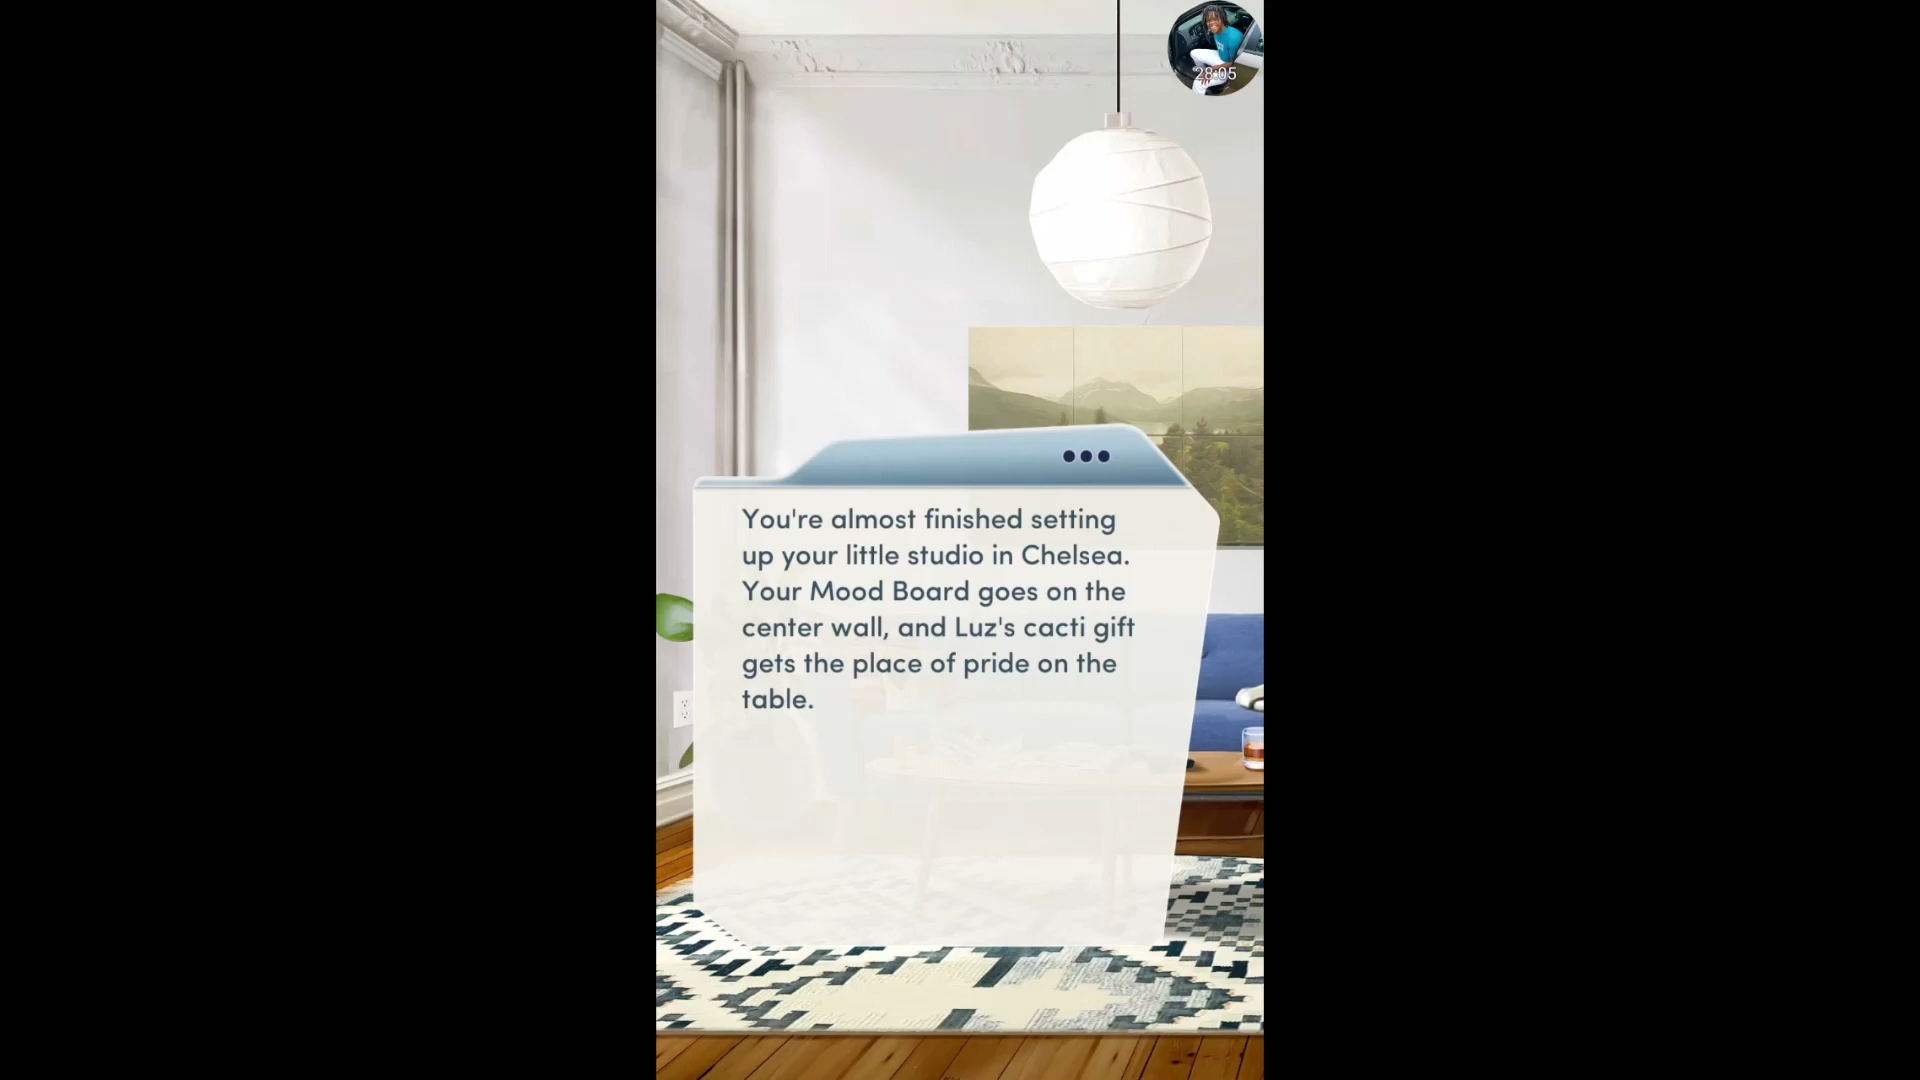 28:05
You're almost finished setting
up your little studio in Chelsea.
Your Mood Board goes on the
center wall, and Luz's cacti gift
gets the place of pride on the
table.